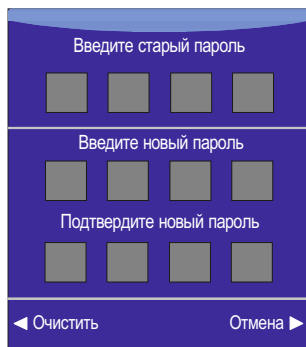 Введите старый пароль
Введите новый пароль
Подтвердите новый пароль
◄ Очистить Отмена ►